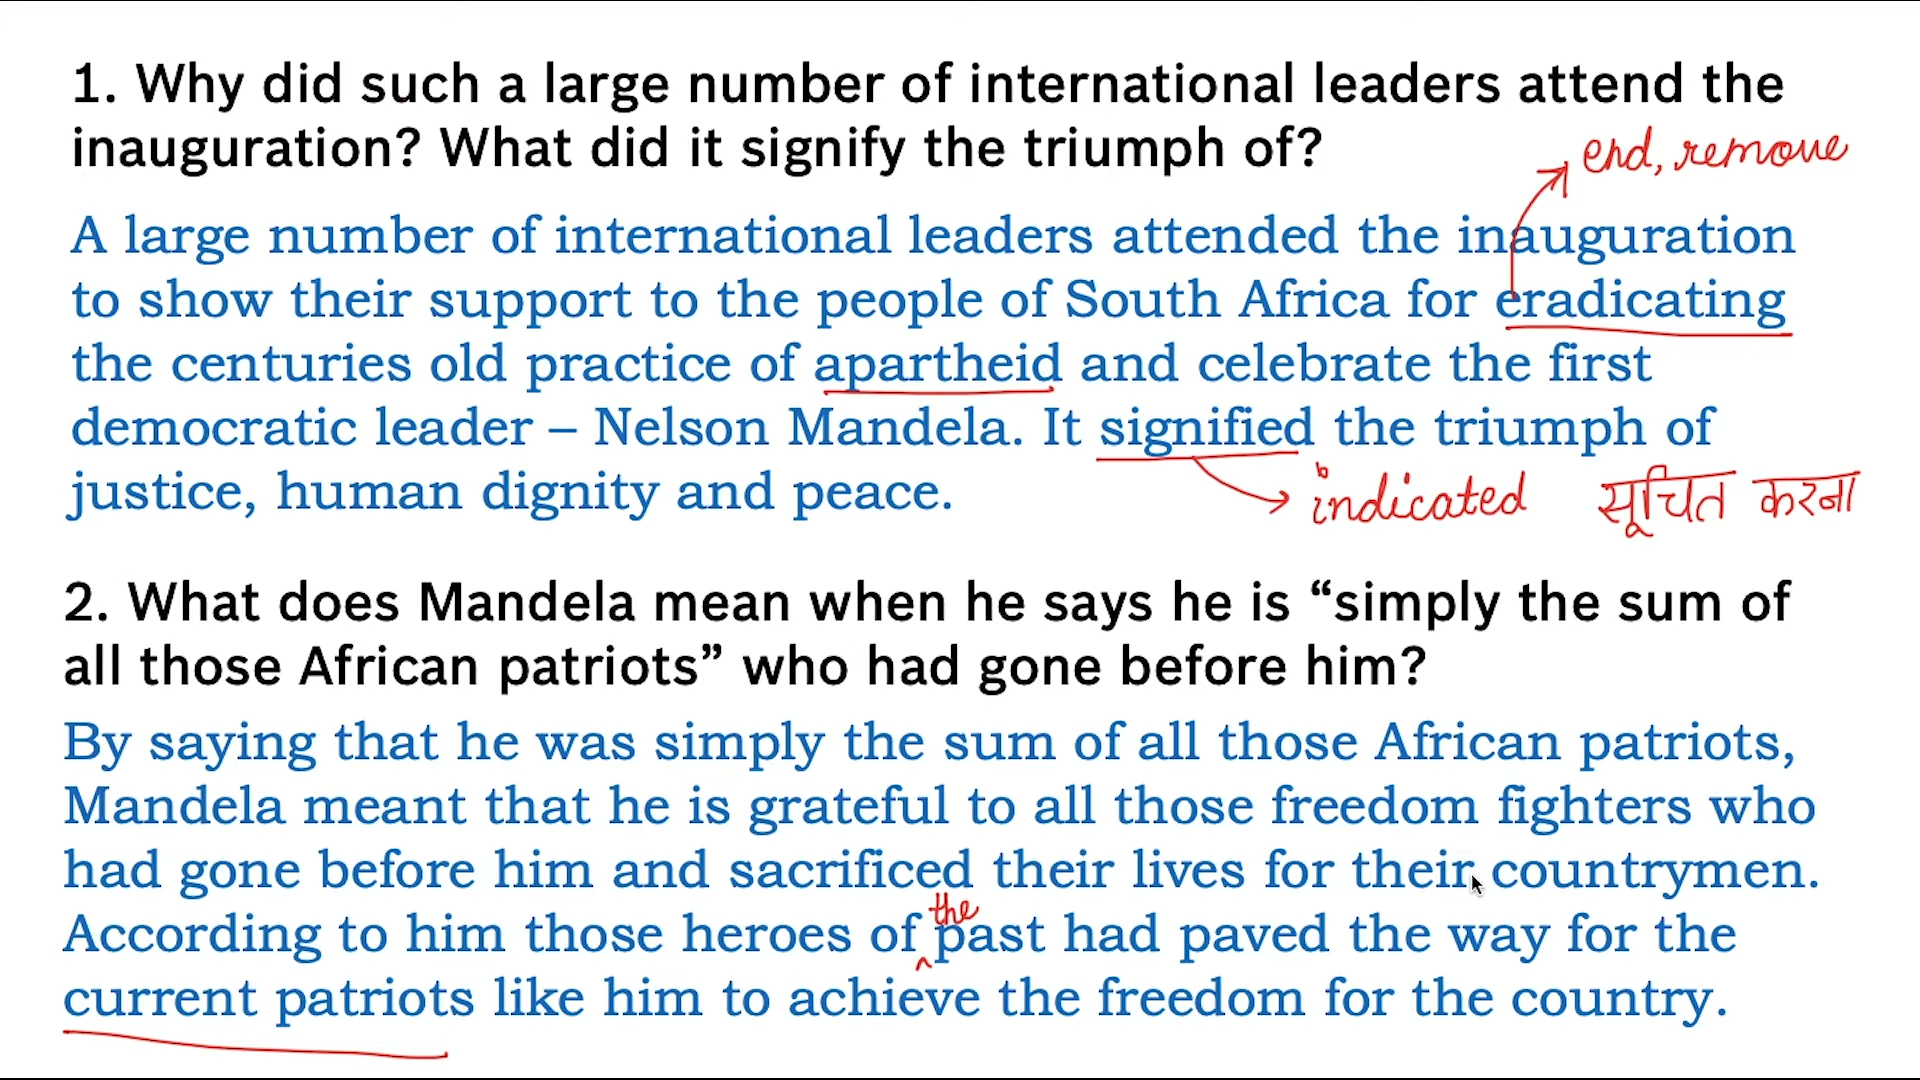 1. Why did such a large number of international leaders attend the
inauguration? What did it signify the triumph of?
end, remove
A large number of international leaders attended the inauguration
to show their support to the people of South Africa for eradicating
the centuries old practice of apartheid and celebrate the first
democratic leader – Nelson Mandela. It signified the triumph of
justice, human dignity and peace.
indicated सूचित करना
2. What does Mandela mean when he says he is “simply the sum of
all those African patriots” who had gone before him?
By saying that he was simply the sum of all those African patriots,
Mandela meant that he is grateful to all those freedom fighters who
had gone before him and sacrificed their lives for their countrymen.
According to him those heroes of the past had paved the way for the
current patriots like him to achieve the freedom for the country.